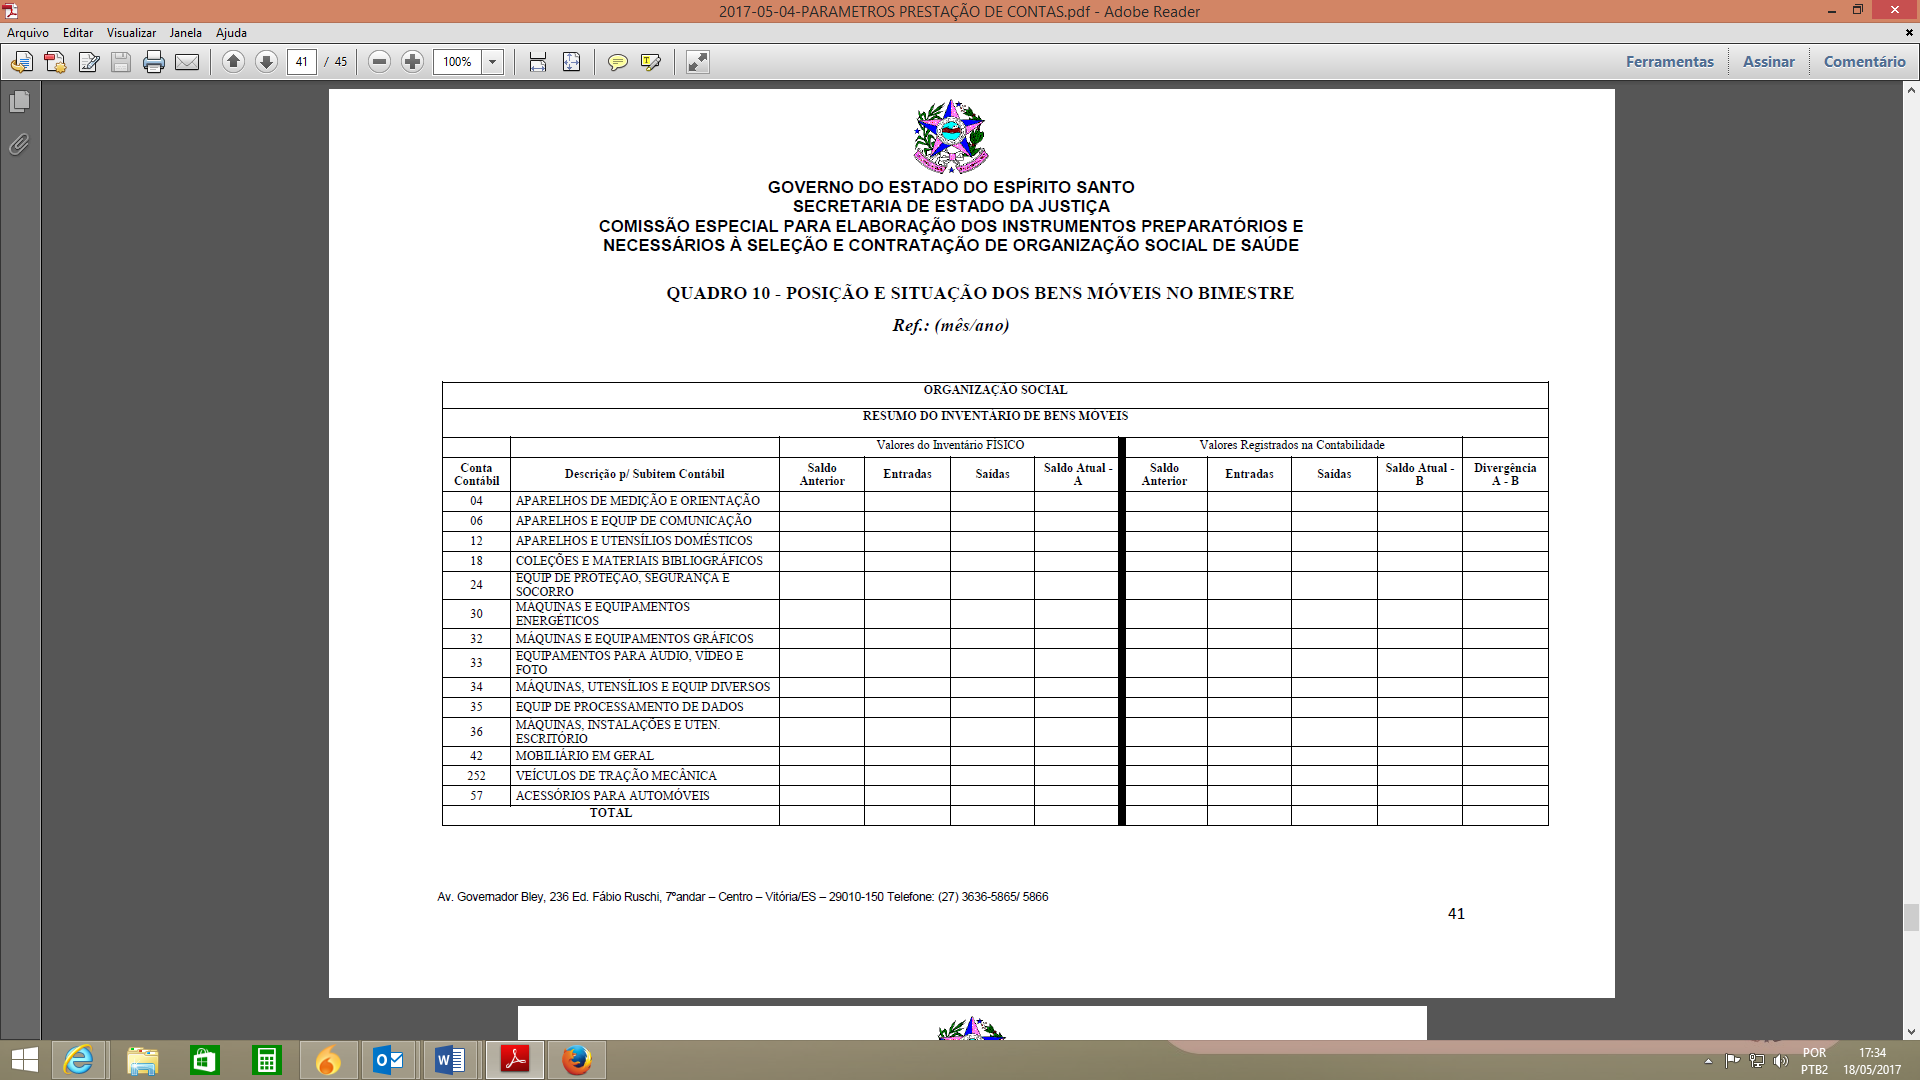 2017-05-04-PARAMETROS PRESTAÇÃO DE CONTAS.pdf - Adobe Reader
Arquivo Editar Visualizar Janela Ajuda
41 / 45 100% Ferramentas Assinar Comentário
GOVERNO DO ESTADO DO ESPÍRITO SANTO
SECRETARIA DE ESTADO DA JUSTIÇA
COMISSÃO ESPECIAL PARA ELABORAÇÃO DOS INSTRUMENTOS PREPARATÓRIOS E
NECESSÁRIOS À SELEÇÃO E CONTRATAÇÃO DE ORGANIZAÇÃO SOCIAL DE SAÚDE
QUADRO 10 - POSIÇÃO E SITUAÇÃO DOS BENS MÓVEIS NO BIMESTRE
Ref.: (mês/ano)
ORGANIZAÇÃO SOCIAL
RESUMO DO INVENTÁRIO DE BENS MÓVEIS
Valores do Inventário FÍSICO Valores Registrados na Contabilidade
Conta Contábil Descrição p/ Subitem Contábil Saldo Anterior Entradas Saídas Saldo Atual - A Saldo Anterior Entradas Saídas Saldo Atual - B Divergência A - B
04 APARELHOS DE MEDIÇÃO E ORIENTAÇÃO
06 APARELHOS E EQUIP DE COMUNICAÇÃO
12 APARELHOS E UTENSÍLIOS DOMÉSTICOS
18 COLEÇÕES E MATERIAIS BIBLIOGRÁFICOS
24 EQUIP DE PROTEÇÃO, SEGURANÇA E
SOCORRO
30 MÁQUINAS E EQUIPAMENTOS
ENERGÉTICOS
32 MÁQUINAS E EQUIPAMENTOS GRÁFICOS
33 EQUIPAMENTOS PARA ÁUDIO, VÍDEO E
FOTO
34 MÁQUINAS, UTENSÍLIOS E EQUIP DIVERSOS
35 EQUIP DE PROCESSAMENTO DE DADOS
36 MÁQUINAS, INSTALAÇÕES E UTEN.
ESCRITÓRIO
42 MOBILIÁRIO EM GERAL
252 VEÍCULOS DE TRAÇÃO MECÂNICA
57 ACESSÓRIOS PARA AUTOMÓVEIS
TOTAL
Av. Governador Bley, 236 Ed. Fábio Ruschi, 7ºandar – Centro – Vitória/ES – 29010-150 Telefone: (27) 3636-5865/ 5866
41
POR 17:34
PTB2 18/05/2017